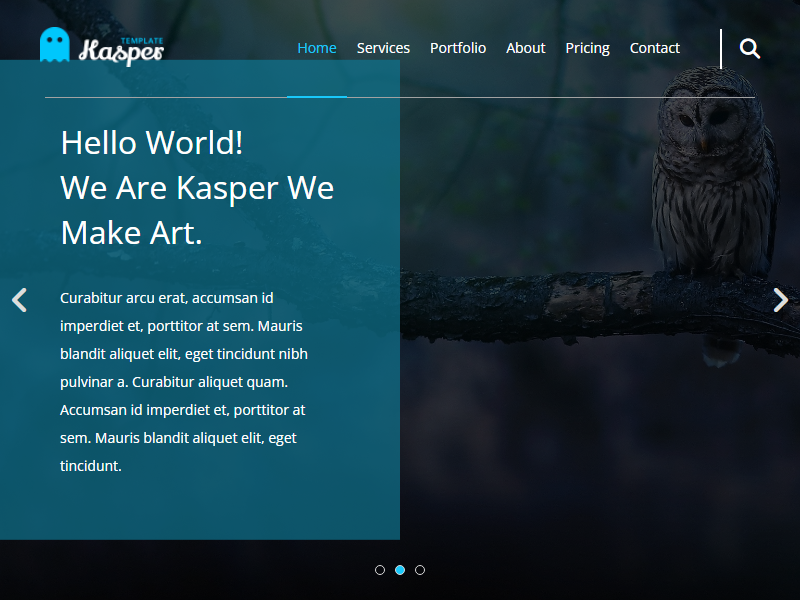 TEMPLATE
Kasper
Home Services Portfolio About Pricing Contact
Hello World!
We Are Kasper We
Make Art.
Curabitur arcu erat, accumsan id
imperdiet et, porttitor at sem. Mauris
blandit aliquet elit, eget tincidunt nibh
pulvinar a. Curabitur aliquet quam.
Accumsan id imperdiet et, porttitor at
sem. Mauris blandit aliquet elit, eget
tincidunt.